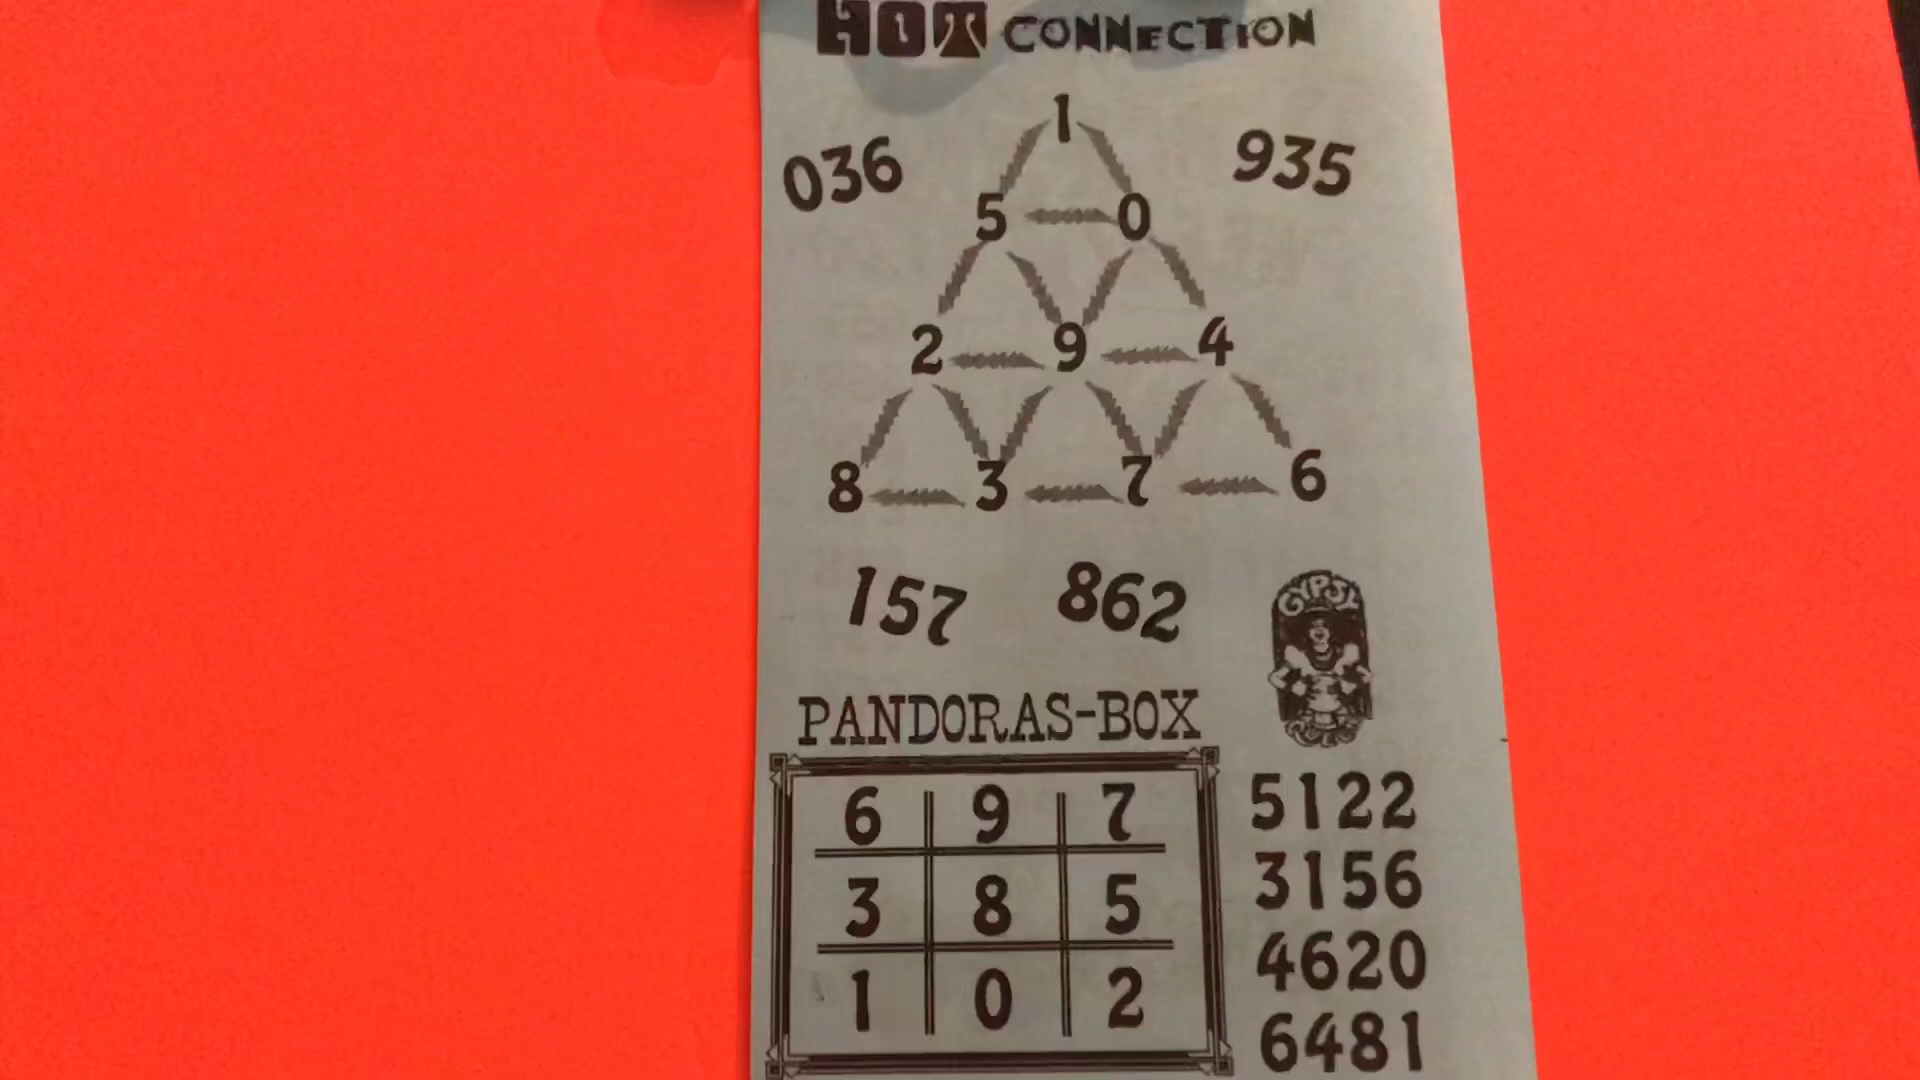 HOT CONNECTION
1
036
935
5 0
2 9 4
8 3 7 6
157 862
GYPSY
PANDORAS-BOX
6 9 7
3 8 5
1 0 2
5122
3156
4620
6481